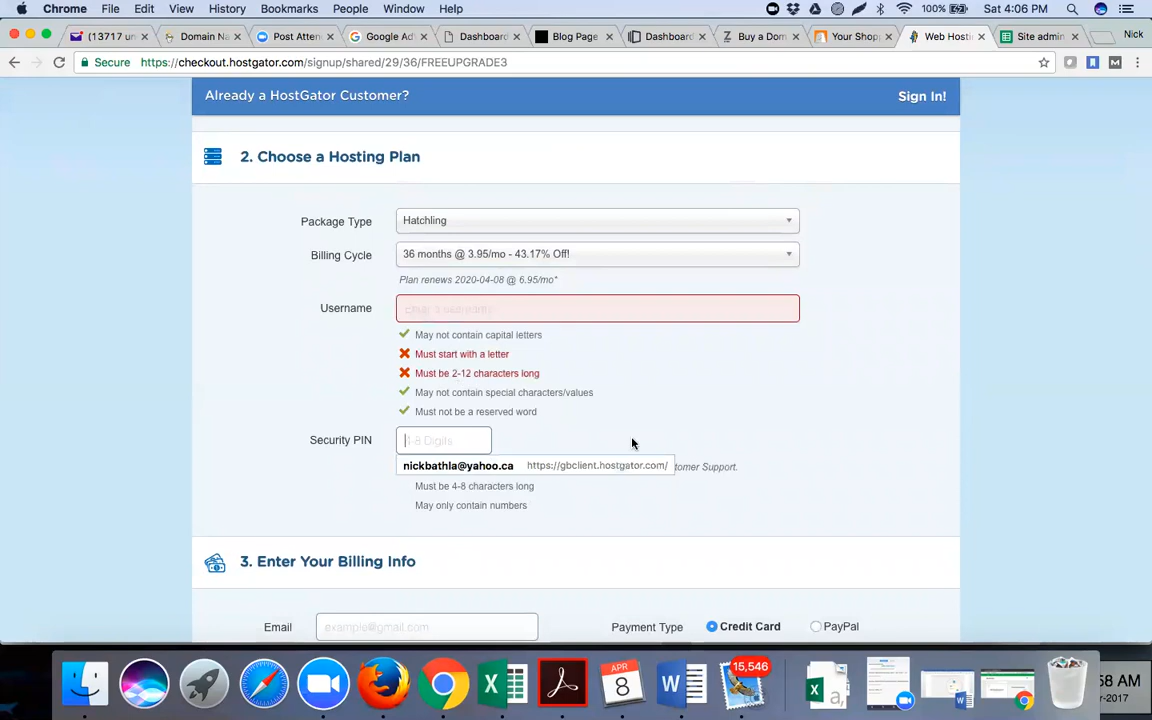 Chrome File Edit View History Bookmarks People Window Help 100% Sat 4:06 PM
(13717 un Domain Na Post Atten Google Ad Dashboard Blog Page Dashboard Buy a Dom Your Shop Web Hosti Site admin Nick
Secure https://checkout.hostgator.com/signup/shared/29/36/FREEUPGRADE3
Already a HostGator Customer? Sign In!
2. Choose a Hosting Plan
Package Type Hatchling
Billing Cycle 36 months @ 3.95/mo - 43.17% Off!
Plan renews 2020-04-08 @ 6.95/mo*
Username
May not contain capital letters
Must start with a letter
Must be 2-12 characters long
May not contain special characters/values
Must not be a reserved word
Security PIN 4-8 Digits
nickbathla@yahoo.ca https://gbclient.hostgator.com/ tomer Support.
Must be 4-8 characters long
May only contain numbers
3. Enter Your Billing Info
Email example@gmail.com Payment Type Credit Card PayPal
APR
8
15,546
58 AM
r-2017